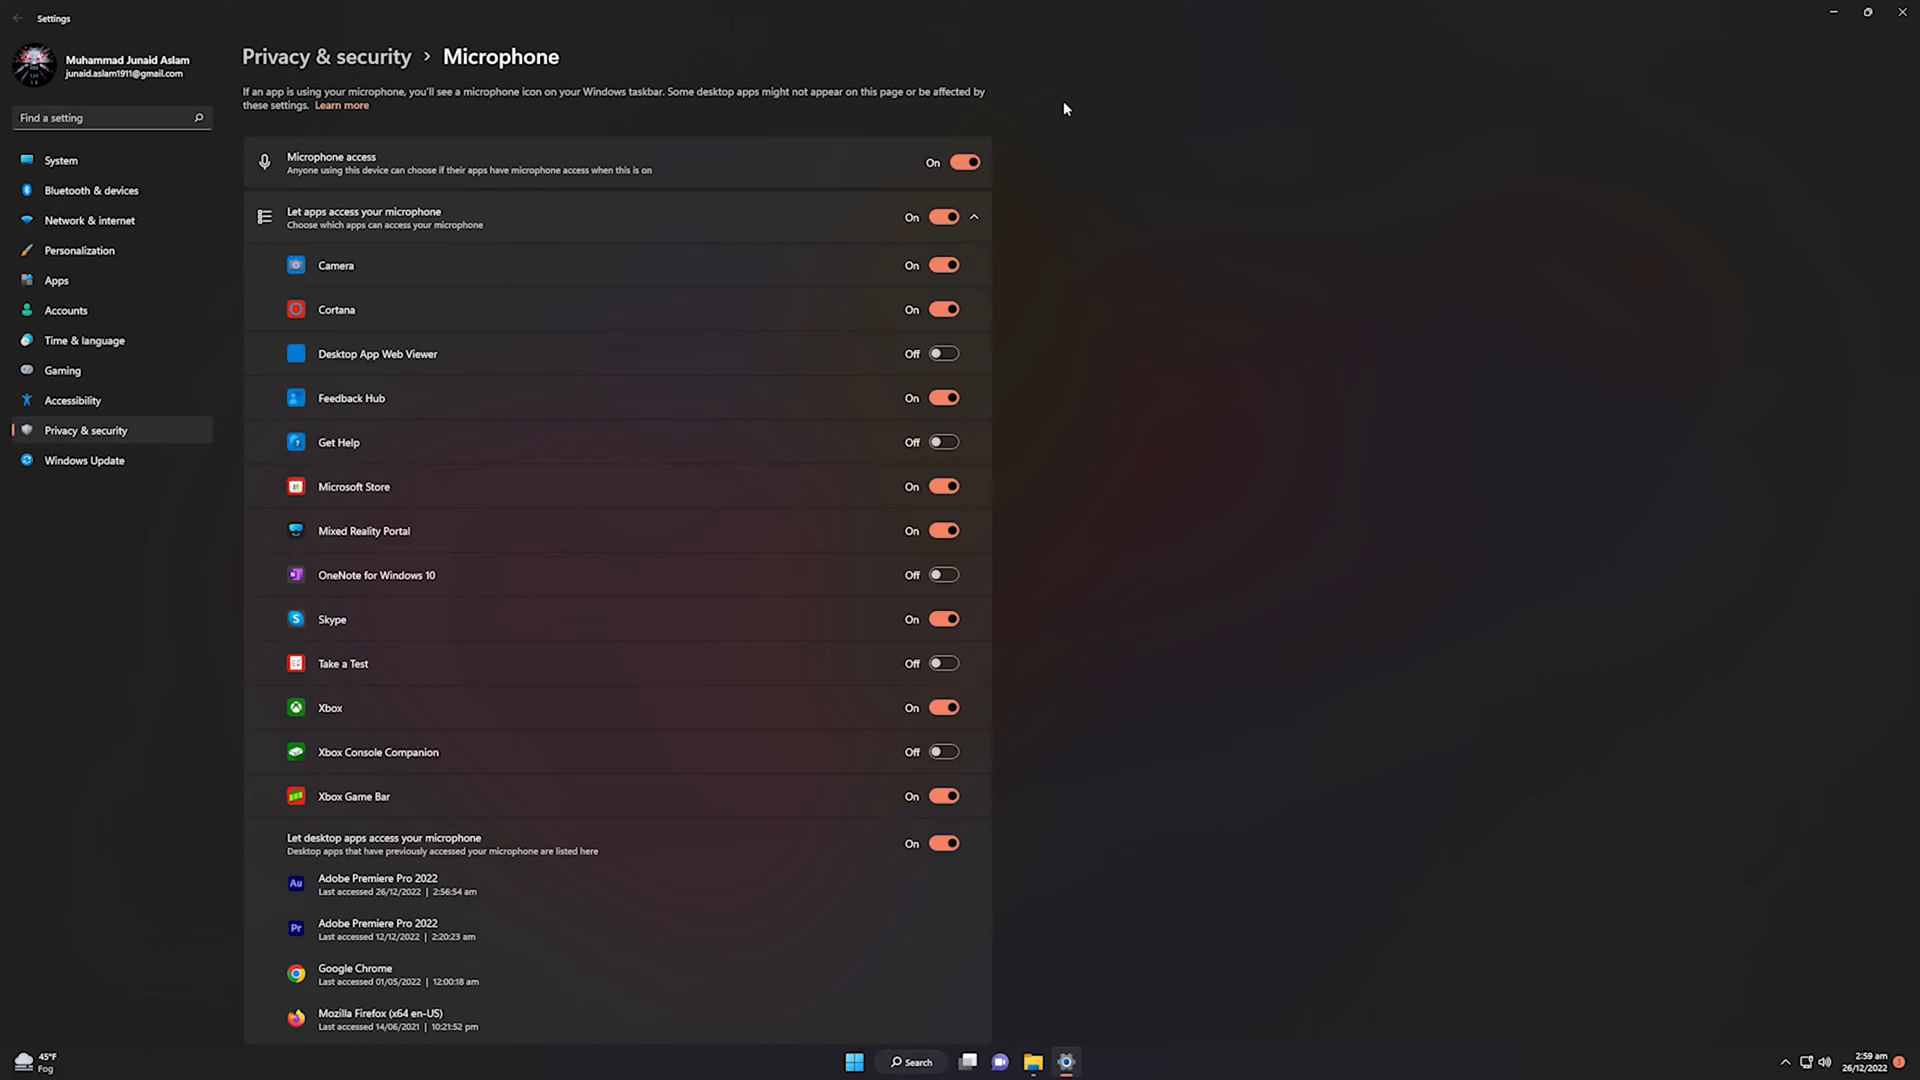 Settings
Muhammad Junaid Aslam
junaid.aslam1911@gmail.com
Find a setting
System
Bluetooth & devices
Network & internet
Personalization
Apps
Accounts
Time & language
Gaming
Accessibility
Privacy & security
Windows Update
Privacy & security › Microphone
If an app is using your microphone, you'll see a microphone icon on your Windows taskbar. Some desktop apps might not appear on this page or be affected by
these settings. Learn more
Microphone access
Anyone using this device can choose if their apps have microphone access when this is on
On
Let apps access your microphone
Choose which apps can access your microphone
On
Camera On
Cortana On
Desktop App Web Viewer Off
Feedback Hub On
Get Help Off
Microsoft Store On
Mixed Reality Portal On
OneNote for Windows 10 Off
Skype On
Take a Test Off
Xbox On
Xbox Console Companion Off
Xbox Game Bar On
Let desktop apps access your microphone
Desktop apps that have previously accessed your microphone are listed here
On
Au
Adobe Premiere Pro 2022
Last accessed 26/12/2022 | 2:56:54 am
Pr
Adobe Premiere Pro 2022
Last accessed 12/12/2022 | 2:20:23 am
Google Chrome
Last accessed 01/05/2022 | 12:00:18 am
Mozilla Firefox (x64 en-US)
Last accessed 14/06/2021 | 10:21:52 pm
45°F
Fog
Search
2:59 am
26/12/2022